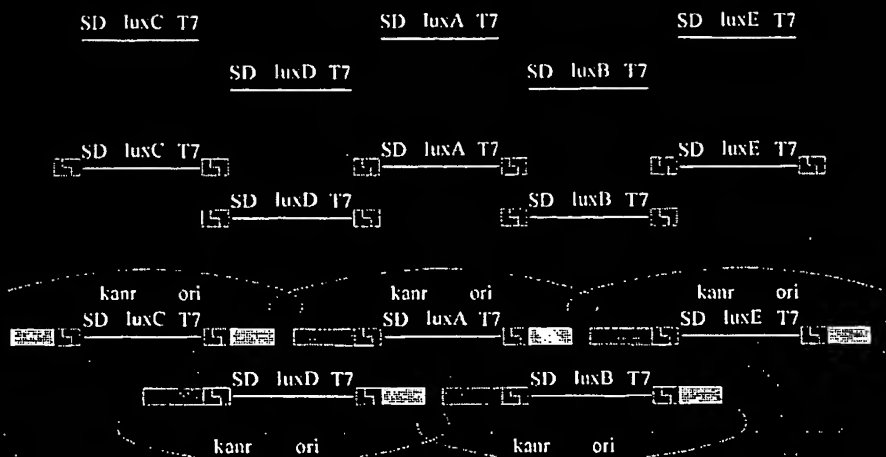 SD luxC T7 SD luxA T7 SD luxE T7
SD luxD T7 SD luxB T7
SD luxC T7 SD luxA T7 SD luxE T7
SD luxD T7 SD luxB T7
kanr ori kanr ori kanr ori
SD luxC T7 SD luxA T7 SD luxE T7
SD luxD T7 SD luxB T7
kanr ori kanr ori